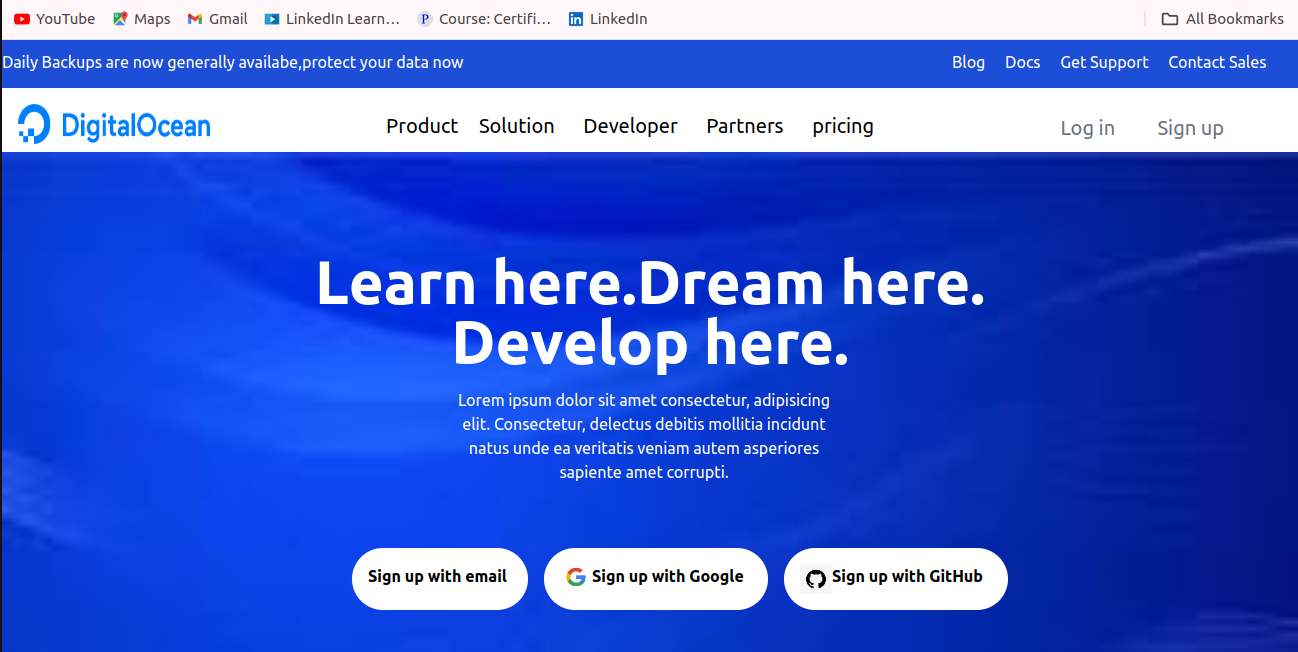 YouTube Maps Gmail LinkedIn Learn... P Course: Certifi... in LinkedIn All Bookmarks
Daily Backups are now generally availabe,protect your data now Blog Docs Get Support Contact Sales
DigitalOcean Product Solution Developer Partners pricing Log in Sign up
Learn here.Dream here.
Develop here.
Lorem ipsum dolor sit amet consectetur, adipisicing
elit. Consectetur, delectus debitis mollitia incidunt
natus unde ea veritatis veniam autem asperiores
sapiente amet corrupti.
Sign up with email G Sign up with Google Sign up with GitHub